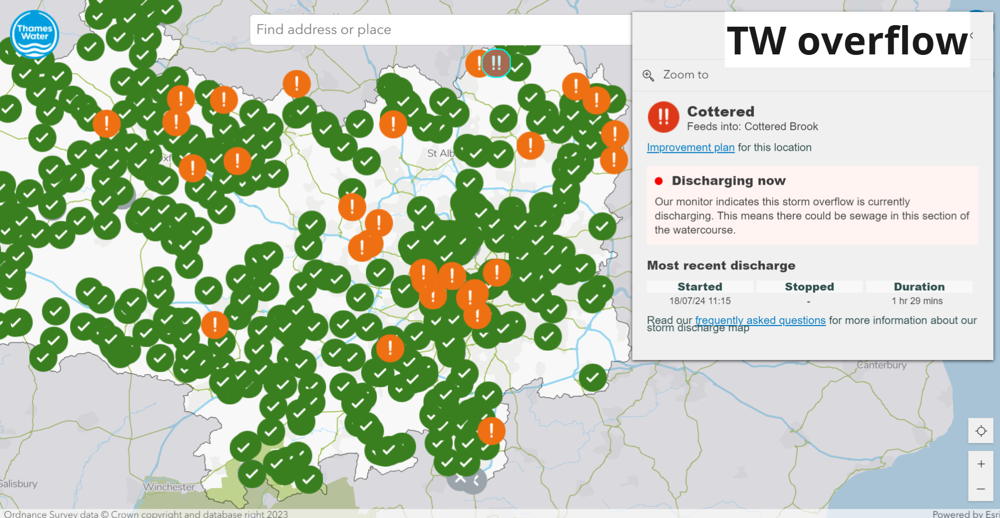 Thames
Water
Find address or place
TW overflow
Zoom to
Cottered
Feeds into: Cottered Brook
Improvement plan for this location
Discharging now
Our monitor indicates this storm overflow is currently
discharging. This means there could be sewage in this section of
the watercourse.
Most recent discharge
Started Stopped Duration
18/07/24 11:15 - 1 hr 29 mins
Read our frequently asked questions for more information about our
storm discharge map
St Alb
xf
Canterbury
Salisbury
Winchester
Ordnance Survey data © Crown copyright and database right 2023
Powered by Esri